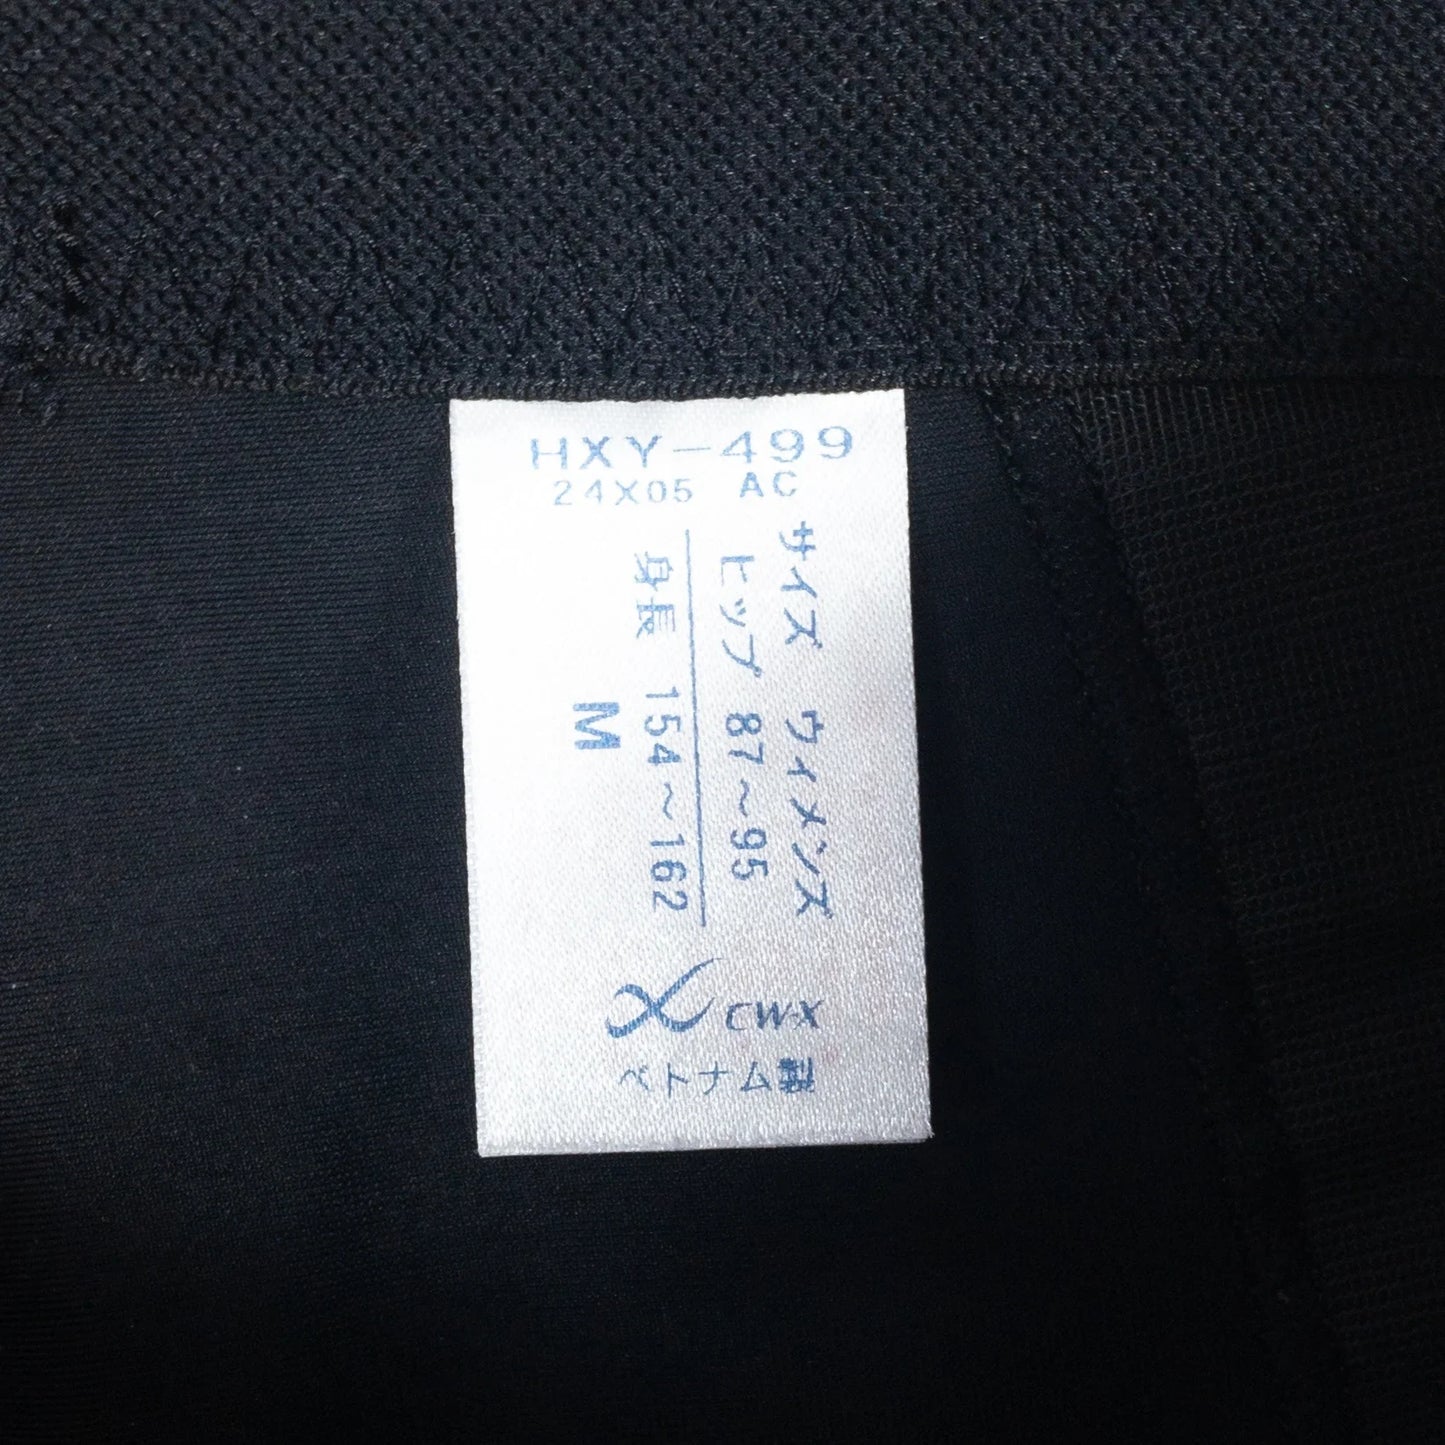 HXY-499
24X05 AC
サイズ ウィメンズ
ヒップ 87~95
身長 154~162
M
CW-X
ベトナム製